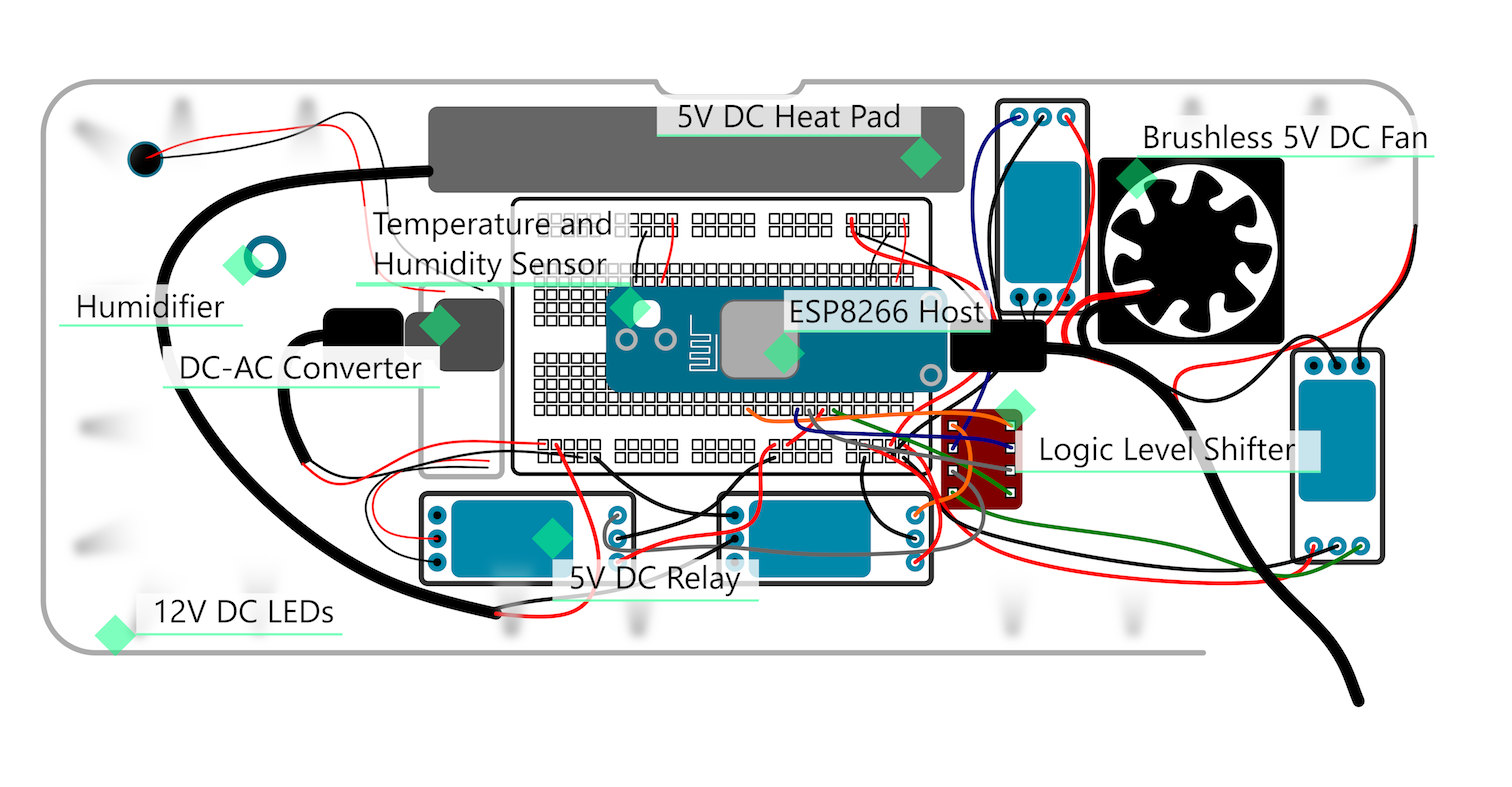 5V DC Heat Pad
Brushless 5V DC Fan
Temperature and
Humidity Sensor
Humidifier
ESP8266 Host
DC-AC Converter
Logic Level Shifter
5V DC Relay
12V DC LEDs